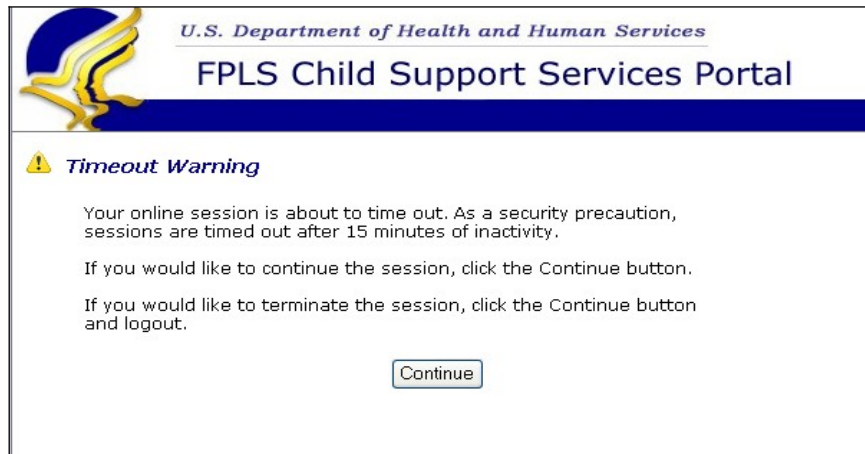 U.S. Department of Health and Human Services
FPLS Child Support Services Portal
Timeout Warning
Your online session is about to time out. As a security precaution,
sessions are timed out after 15 minutes of inactivity.
If you would like to continue the session, click the Continue button.
If you would like to terminate the session, click the Continue button
and logout.
Continue